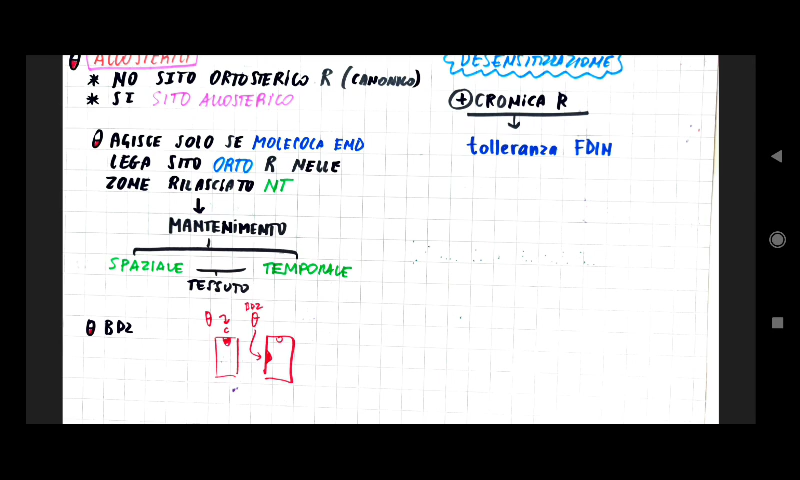 ALLOSTERICI
* NO SITO ORTOSTERICO R (CANONICO)
* SI SITO ALLOSTERICO
AGISCE SOLO SE MOLECOLA END
LEGA SITO ORTO R NELLE
ZONE RILASCIATO NT
MANTENIMENTO
SPAZIALE TEMPORALE
TESSUTO
BDZ
BDZ
DESENSITIZZAZIONE
+ CRONICA R
tolleranza FDIN